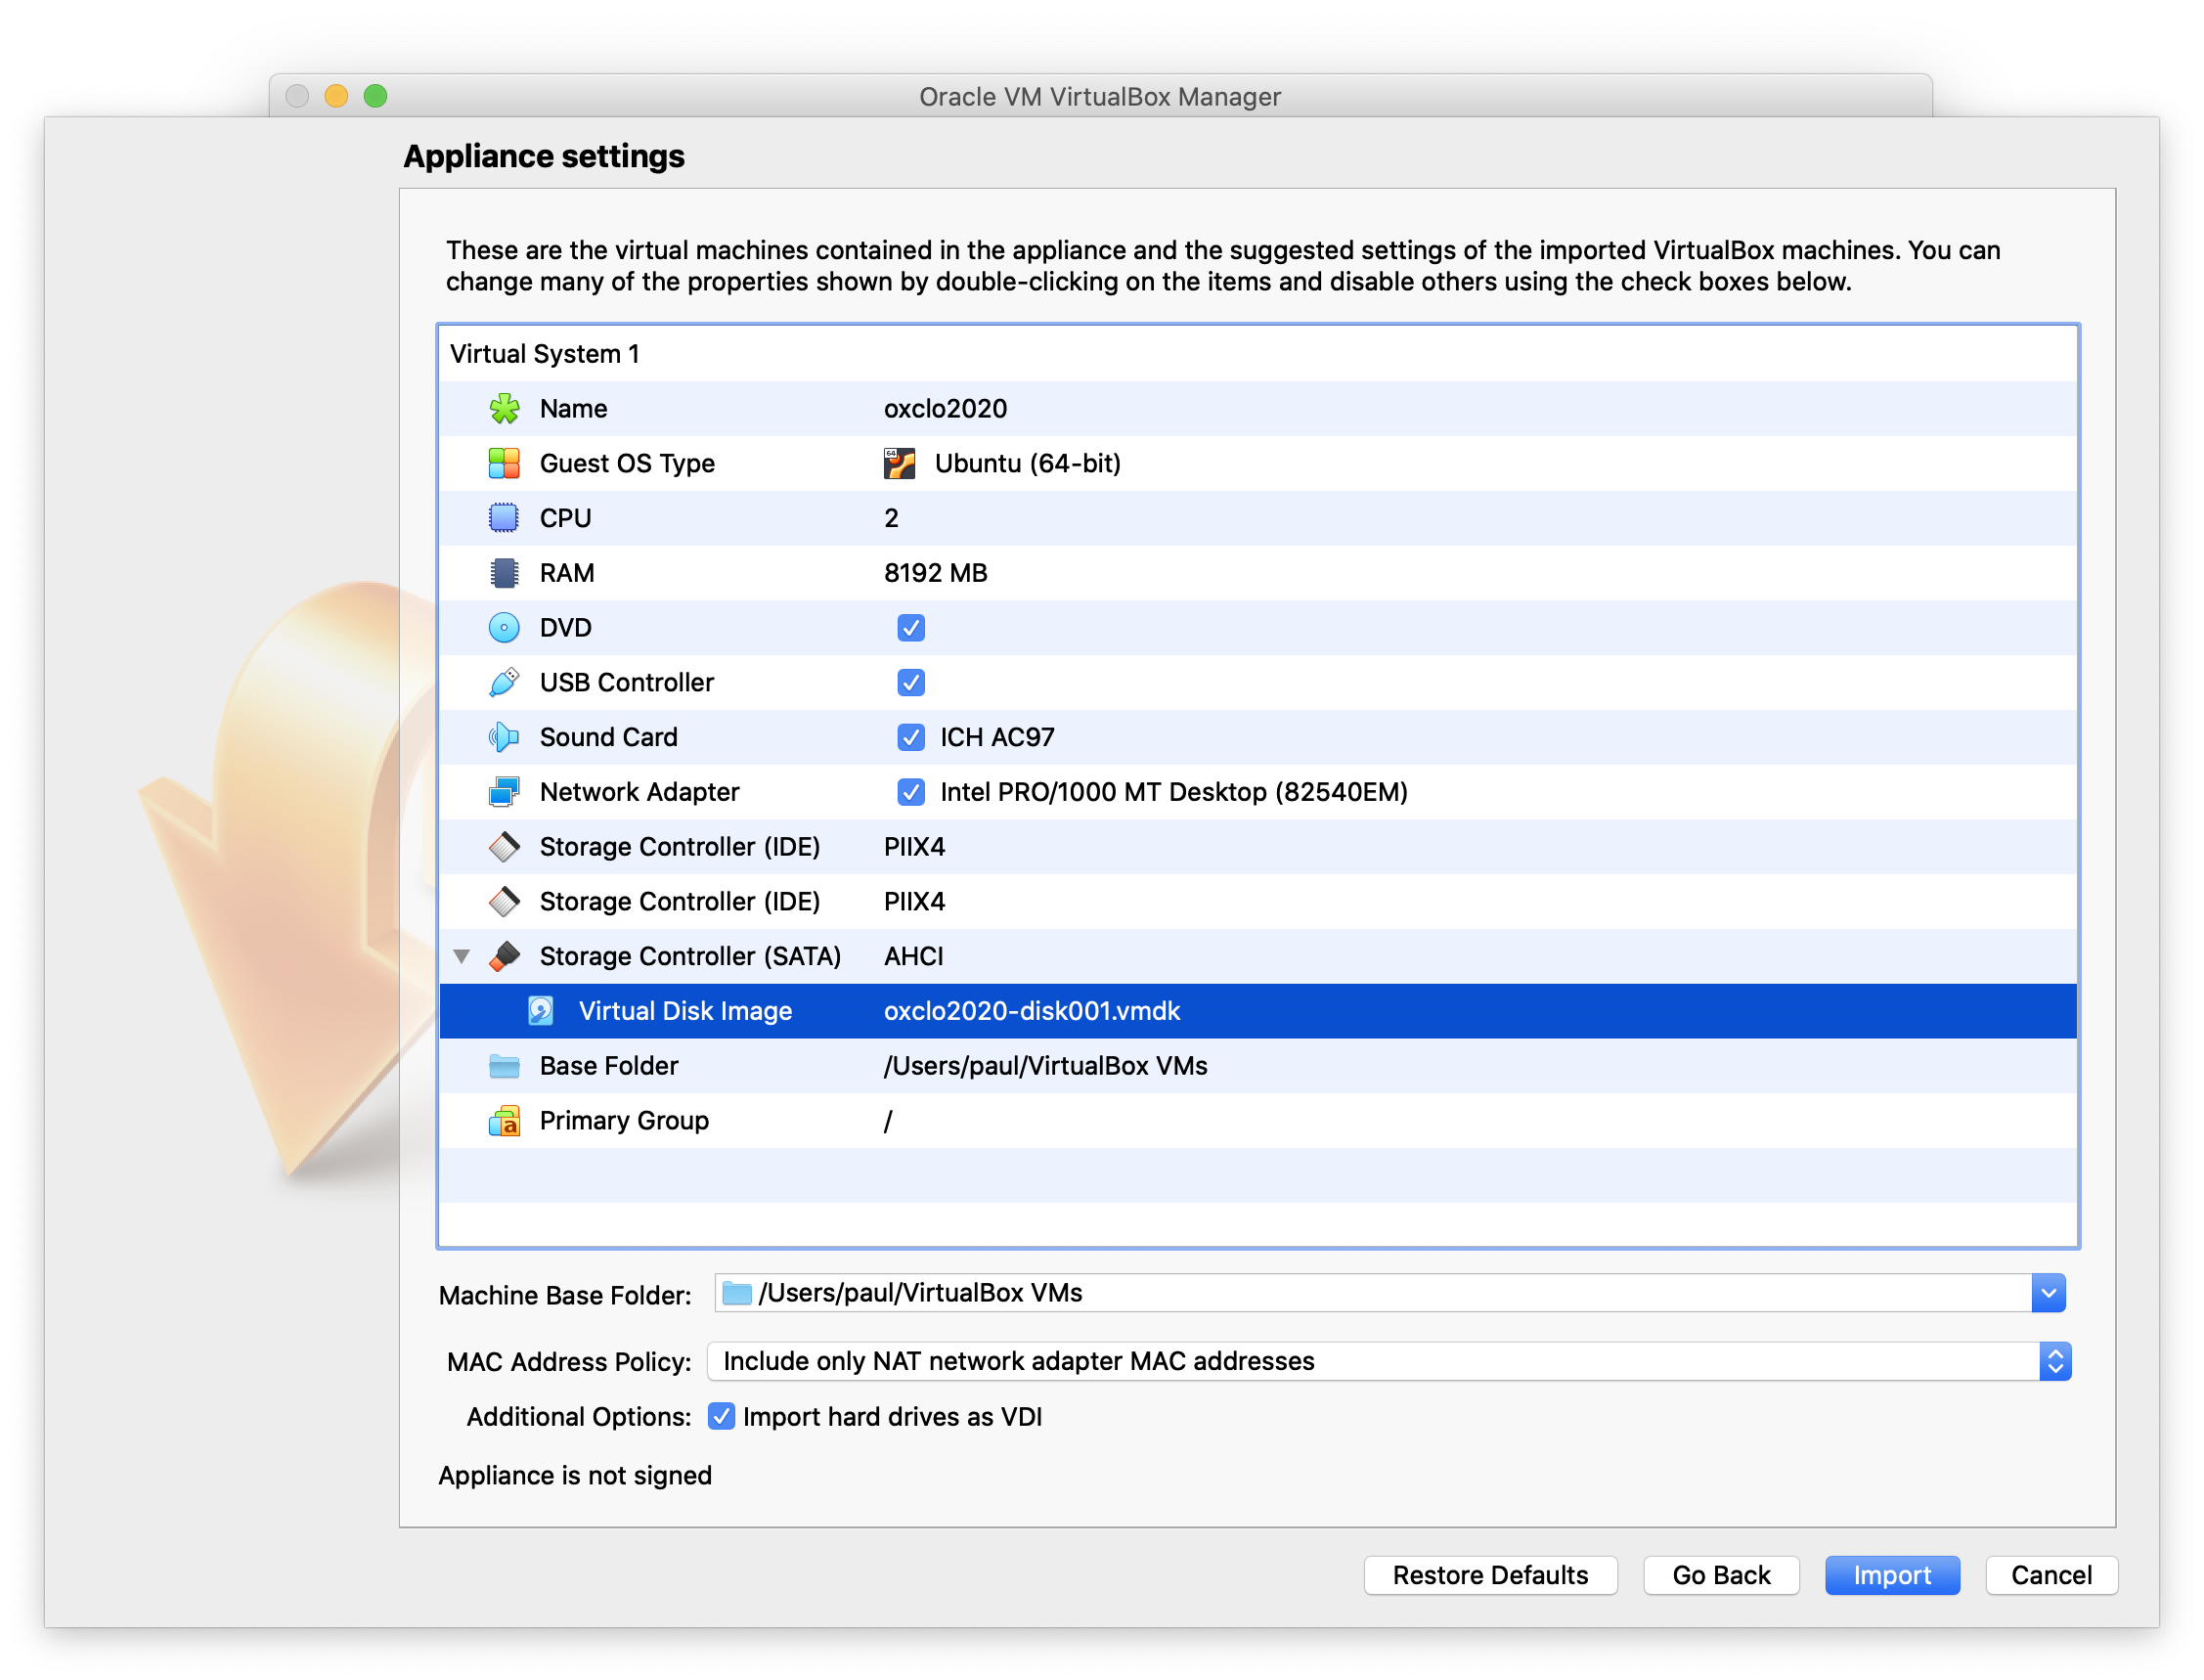 Oracle VM VirtualBox Manager
Appliance settings
These are the virtual machines contained in the appliance and the suggested settings of the imported VirtualBox machines. You can
change many of the properties shown by double-clicking on the items and disable others using the check boxes below.
Virtual System 1
Name oxclo2020
Guest OS Type 64 Ubuntu (64-bit)
CPU 2
RAM 8192 MB
DVD
USB Controller
Sound Card ICH AC97
Network Adapter Intel PRO/1000 MT Desktop (82540EM)
Storage Controller (IDE) PIIX4
Storage Controller (IDE) PIIX4
Storage Controller (SATA) AHCI
Virtual Disk Image oxclo2020-disk001.vmdk
Base Folder /Users/paul/VirtualBox VMs
a Primary Group /
Machine Base Folder: /Users/paul/VirtualBox VMs
MAC Address Policy: Include only NAT network adapter MAC addresses
Additional Options: Import hard drives as VDI
Appliance is not signed
Restore Defaults Go Back Import Cancel